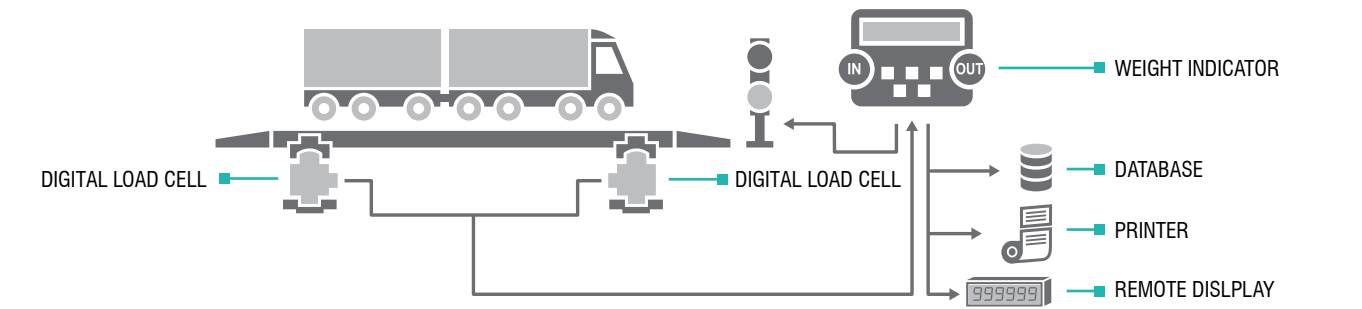 IN
OUT
WEIGHT INDICATOR
DIGITAL LOAD CELL
DIGITAL LOAD CELL
DATABASE
PRINTER
REMOTE DISLPLAY
999999